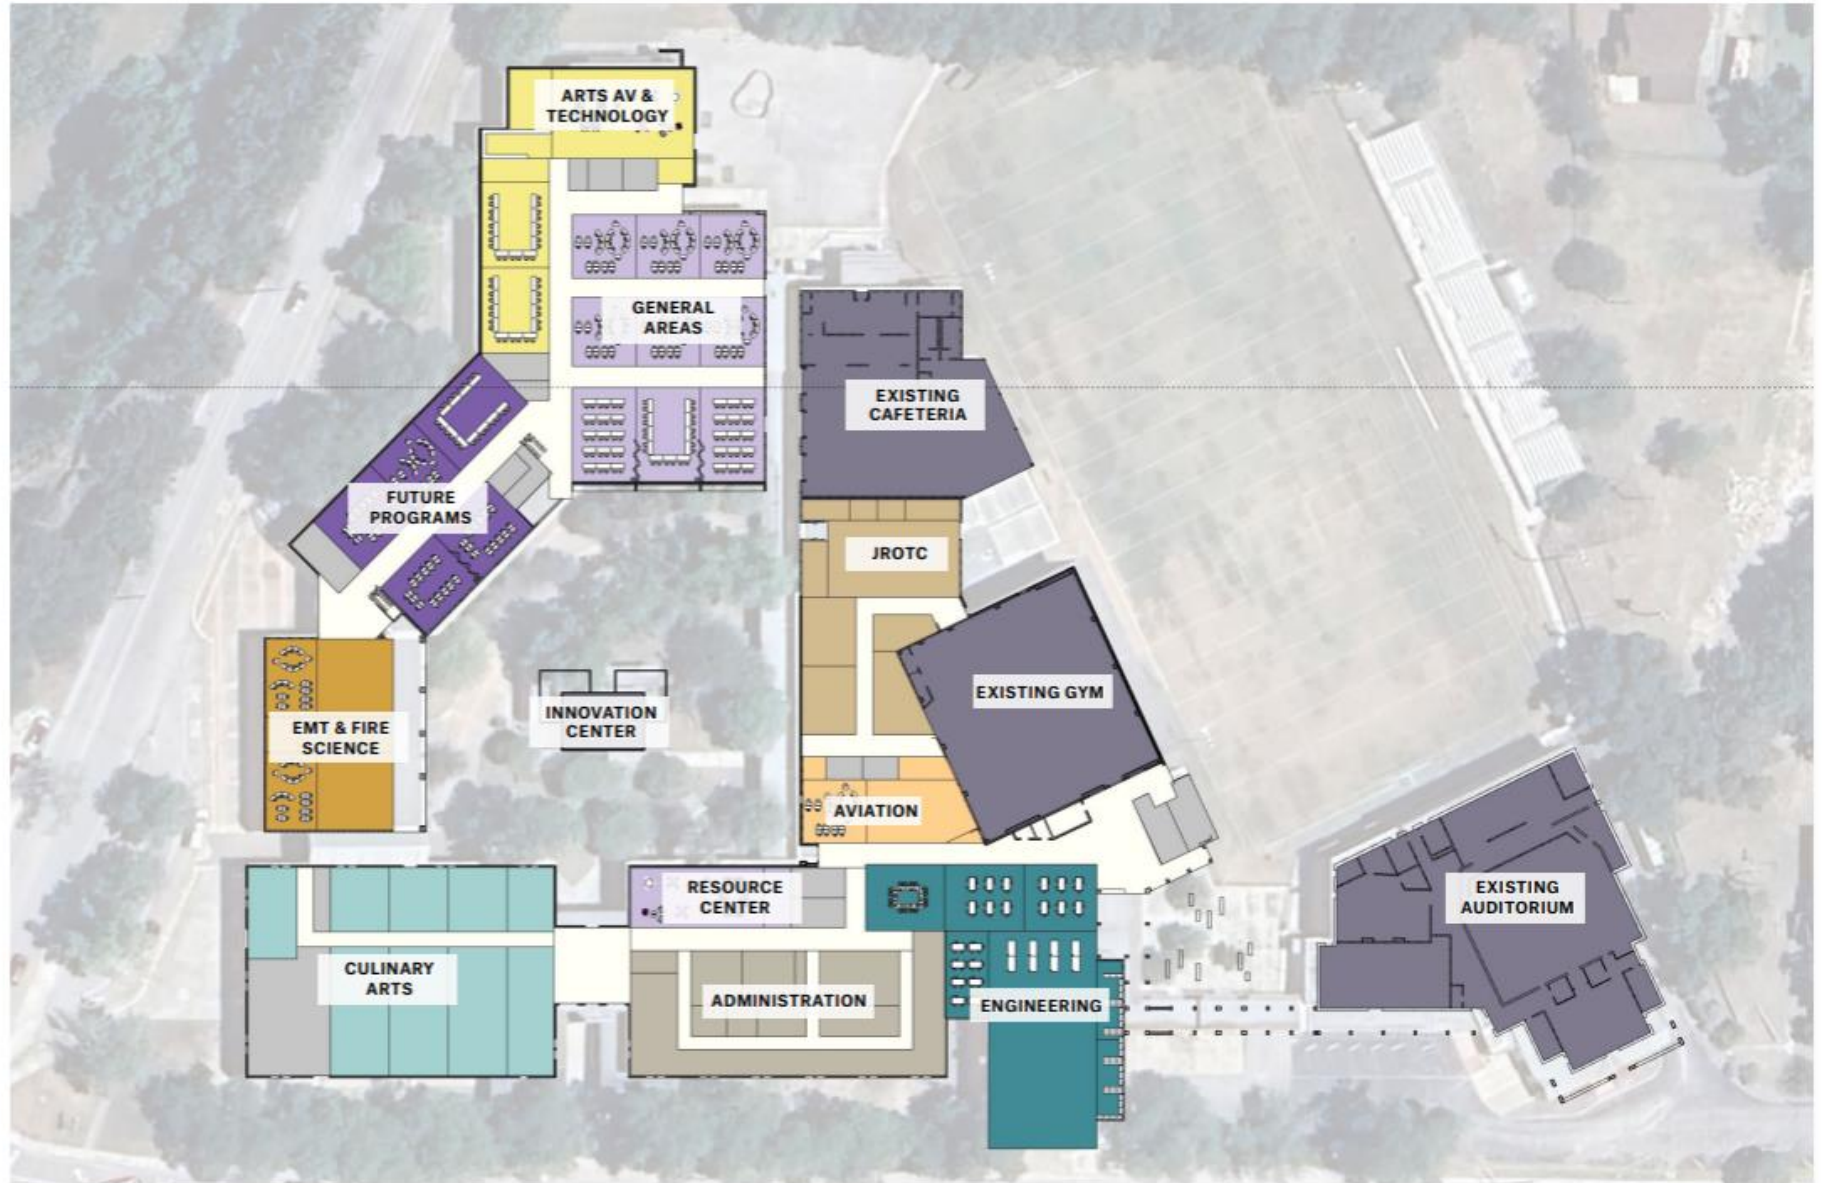 ARTS AV &
TECHNOLOGY
GENERAL
AREAS
EXISTING
CAFETERIA
FUTURE
PROGRAMS
JROTC
EXISTING GYM
INNOVATION
CENTER
EMT & FIRE
SCIENCE
AVIATION
RESOURCE
CENTER
EXISTING
AUDITORIUM
CULINARY
ARTS
ADMINISTRATION
ENGINEERING